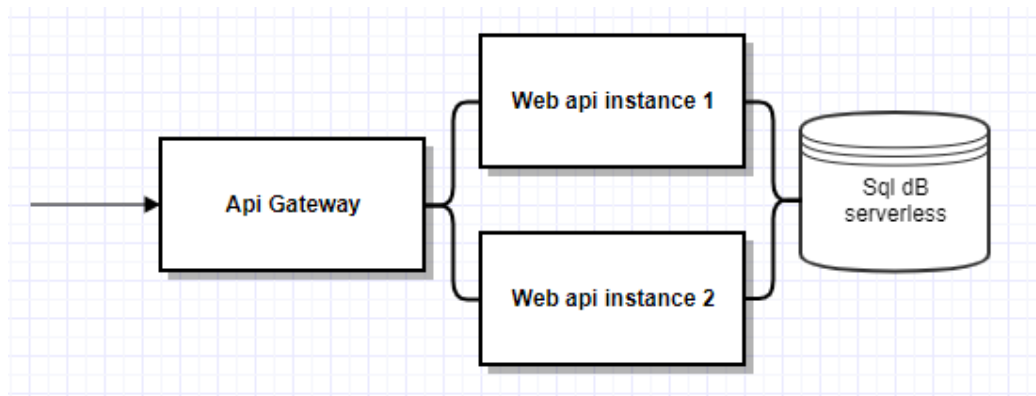 Api Gateway
Web api instance 1
Web api instance 2
Sql dB
serverless